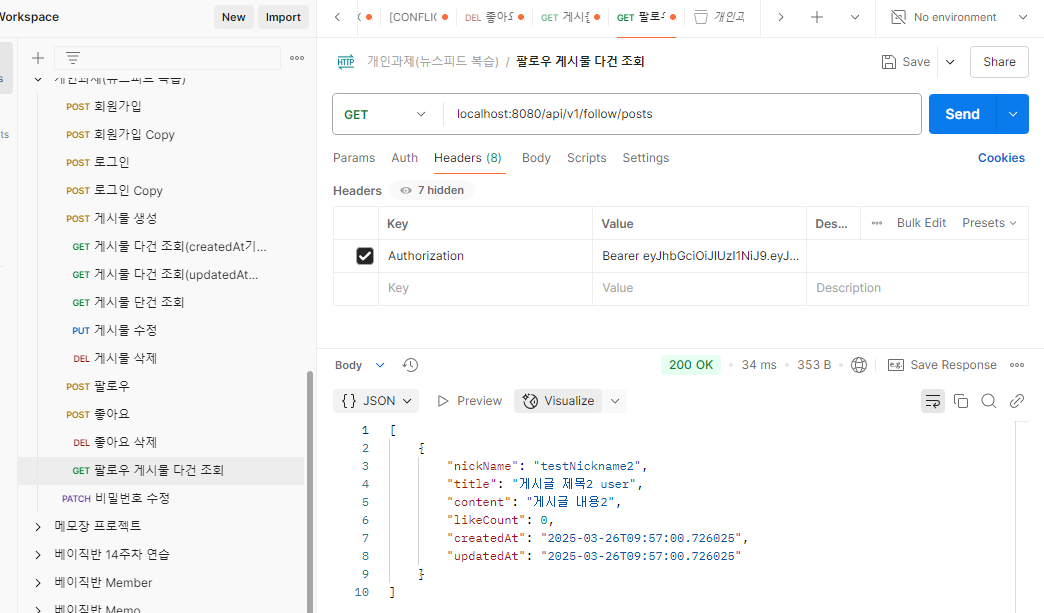 Workspace
New
Import
[CONFLIC
DEL 좋아요
GET 게시물
GET 팔로우
개인과
No environment
개인과제(뉴스피드 복습)
POST 회원가입
POST 회원가입 Copy
POST 로그인
POST 로그인 Copy
POST 게시물 생성
GET 게시물 다건 조회(createdAt기...
GET 게시물 다건 조회(updatedAt...
GET 게시물 단건 조회
PUT 게시물 수정
DEL 게시물 삭제
POST 팔로우
POST 좋아요
DEL 좋아요 삭제
GET 팔로우 게시물 다건 조회
PATCH 비밀번호 수정
메모장 프로젝트
베이직반 14주차 연습
베이직반 Member
베이직반 Memo
s
ts
HTTP 개인과제(뉴스피드 복습) / 팔로우 게시물 다건 조회
Save
Share
GET
localhost:8080/api/v1/follow/posts
Send
Params Auth Headers (8) Body Scripts Settings
Cookies
Headers 7 hidden
Key Value Des... Bulk Edit Presets
Authorization Bearer eyJhbGciOiJIUzI1NiJ9.eyJ...
Key Value Description
Body
200 OK • 34 ms • 353 B
e.g. Save Response
{} JSON Preview Visualize
1 [
2 {
3 "nickName": "testNickname2",
4 "title": "게시글 제목2 user",
5 "content": "게시글 내용2",
6 "likeCount": 0,
7 "createdAt": "2025-03-26T09:57:00.726025",
8 "updatedAt": "2025-03-26T09:57:00.726025"
9 }
10 ]